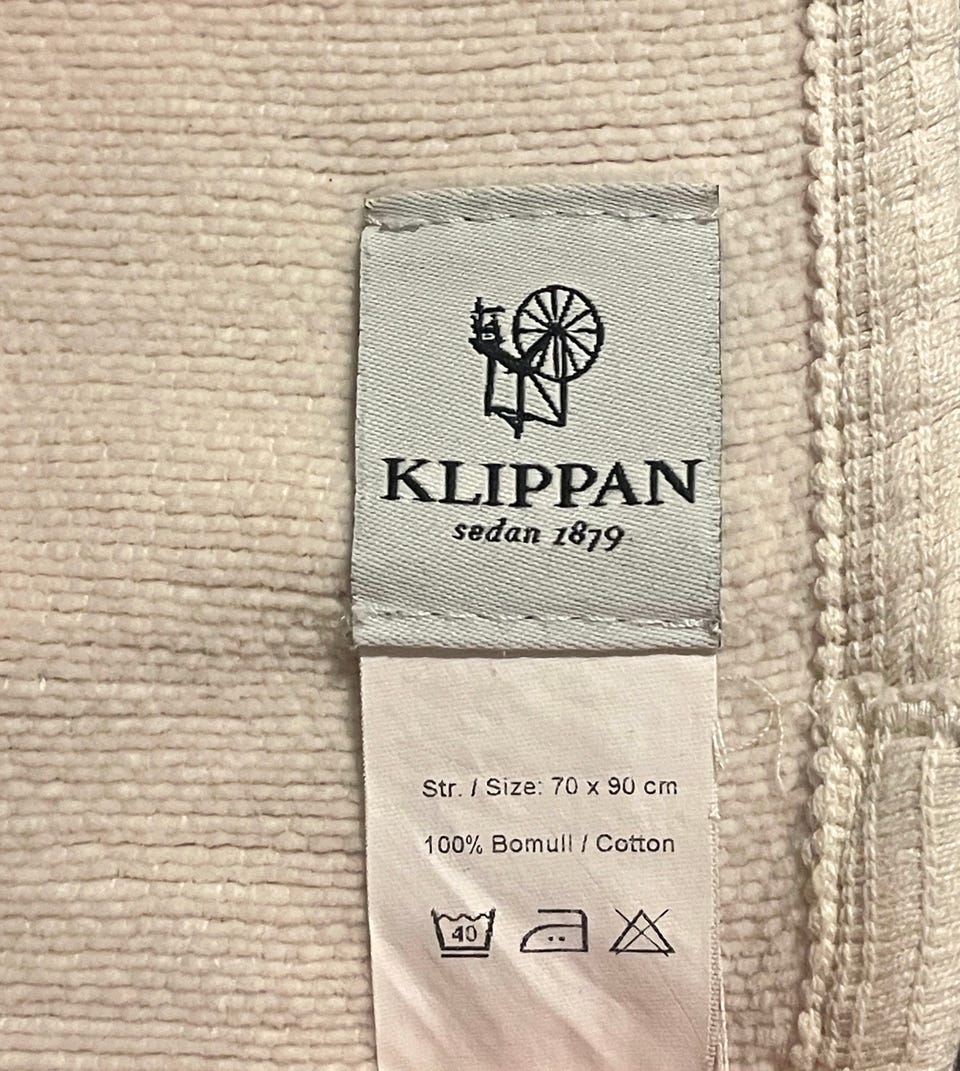 KLIPPAN
sedan 1879
Str. / Size: 70 x 90 cm
100% Bomull / Cotton
40